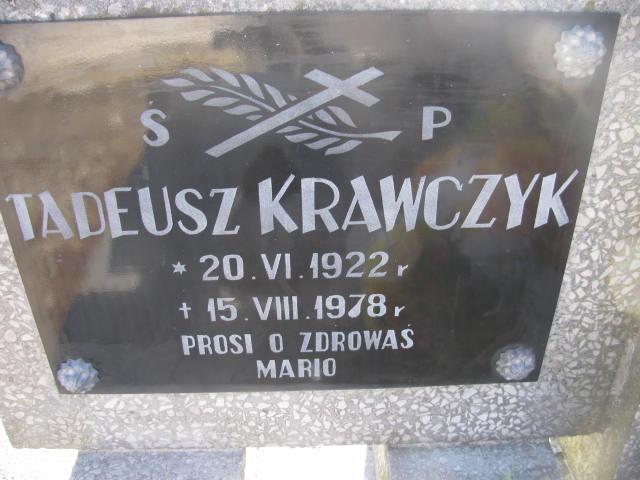 Ś P
TADEUSZ KRAWCZYK
* 20.VI.1922 r
† 15.VIII.1978 r
PROSI O ZDROWAŚ
MARIO